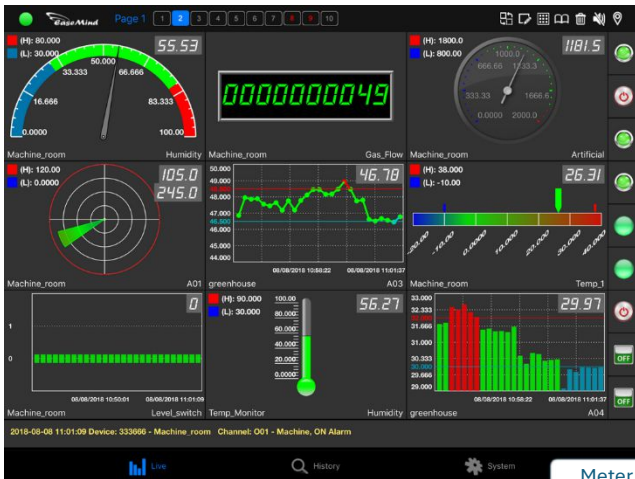 EaseMind Page 1 1 2 3 4 5 6 7 8 9 10
(H): 80.000
(L): 30.000
55.53
0.0000 16.666 33.333 50.000 66.666 83.333 100.00
Machine_room Humidity
0000000049
Machine_room Gas_Flow
(H): 1800.0
(L): 800.00
1181.5
0.0000 333.33 666.66 1000.0 1333.3 1666.6 2000.0
Machine_room Artificial
(H): 120.00
(L): 0.0000
105.0
245.0
Machine_room A01
46.78
50.000
49.000
48.000
47.000
46.500
45.000
44.000
08/08/2018 10:58:22 08/08/2018 11:01:37
greenhouse A03
(H): 38.000
(L): -10.00
26.31
-20.00 -10.00 0.0000 10.000 20.000 30.000 40.000
Machine_room Temp_1
0
1
0
08/08/2018 10:50:01 08/08/2018 11:01:09
Machine_room Level_switch
(H): 90.000
(L): 30.000
56.27
100.00
80.000
60.000
40.000
20.000
0.0000
Temp_Monitor Humidity
29.97
33.000
32.333
31.666
31.000
30.333
30.000
29.666
29.000
08/08/2018 10:58:22 08/08/2018 11:01:37
greenhouse A04
OFF
OFF
2018-08-08 11:01:09 Device: 333666 - Machine_room Channel: O01 - Machine, ON Alarm
Live History System
Meter